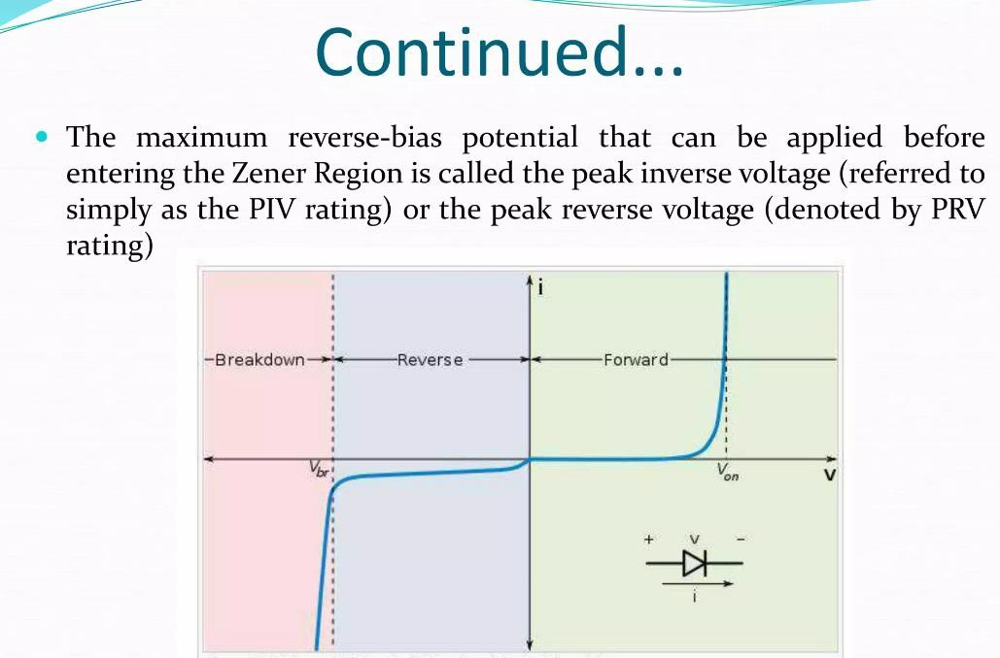 Continued...
• The maximum reverse-bias potential that can be applied before
entering the Zener Region is called the peak inverse voltage (referred to
simply as the PIV rating) or the peak reverse voltage (denoted by PRV
rating)
i
Breakdown Reverse Forward
Vbr Von V
+ v -
i